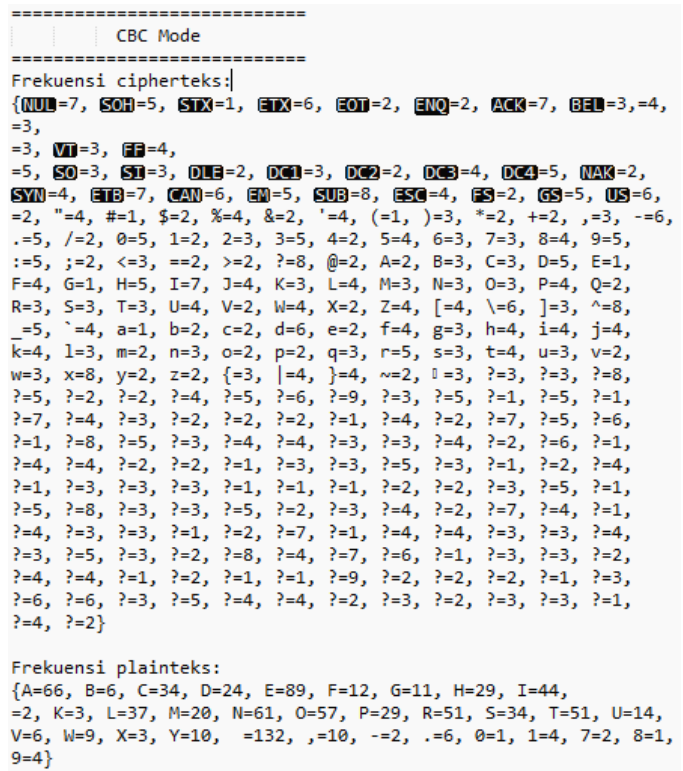 ============================
CBC Mode
============================
Frekuensi cipherteks:
{NUL=7, SOH=5, STX=1, ETX=6, EOT=2, ENQ=2, ACK=7, BEL=3,=4,
=3,
=3, VT=3, FF=4,
=5, SO=3, SI=3, DLE=2, DC1=3, DC2=2, DC3=4, DC4=5, NAK=2,
SYN=4, ETB=7, CAN=6, EM=5, SUB=8, ESC=4, FS=2, GS=5, US=6,
=2, "=4, #=1, $=2, %=4, &=2, '=4, (=1, )=3, *=2, +=2, ,=3, -=6,
.=5, /=2, 0=5, 1=2, 2=3, 3=5, 4=2, 5=4, 6=3, 7=3, 8=4, 9=5,
:=5, ;=2, <=3, ==2, >=2, ?=8, @=2, A=2, B=3, C=3, D=5, E=1,
F=4, G=1, H=5, I=7, J=4, K=3, L=4, M=3, N=3, O=3, P=4, Q=2,
R=3, S=3, T=3, U=4, V=2, W=4, X=2, Z=4, [=4, \=6, ]=3, ^=8,
_=5, `=4, a=1, b=2, c=2, d=6, e=2, f=4, g=3, h=4, i=4, j=4,
k=4, l=3, m=2, n=3, o=2, p=2, q=3, r=5, s=3, t=4, u=3, v=2,
w=3, x=8, y=2, z=2, {=3, |=4, }=4, ~=2, ▯=3, ?=3, ?=3, ?=8,
?=5, ?=2, ?=2, ?=4, ?=5, ?=6, ?=9, ?=3, ?=5, ?=1, ?=5, ?=1,
?=7, ?=4, ?=3, ?=2, ?=2, ?=2, ?=1, ?=4, ?=2, ?=7, ?=5, ?=6,
?=1, ?=8, ?=5, ?=3, ?=4, ?=4, ?=3, ?=3, ?=4, ?=2, ?=6, ?=1,
?=4, ?=4, ?=2, ?=2, ?=1, ?=3, ?=3, ?=5, ?=3, ?=1, ?=2, ?=4,
?=1, ?=3, ?=3, ?=3, ?=1, ?=1, ?=1, ?=2, ?=2, ?=3, ?=5, ?=1,
?=5, ?=8, ?=3, ?=3, ?=5, ?=2, ?=3, ?=4, ?=2, ?=7, ?=4, ?=1,
?=4, ?=3, ?=3, ?=1, ?=2, ?=7, ?=1, ?=4, ?=4, ?=3, ?=3, ?=4,
?=3, ?=5, ?=3, ?=2, ?=8, ?=4, ?=7, ?=6, ?=1, ?=3, ?=3, ?=2,
?=4, ?=4, ?=1, ?=2, ?=1, ?=1, ?=9, ?=2, ?=2, ?=2, ?=1, ?=3,
?=6, ?=6, ?=3, ?=5, ?=4, ?=4, ?=2, ?=3, ?=2, ?=3, ?=3, ?=1,
?=4, ?=2}
Frekuensi plainteks:
{A=66, B=6, C=34, D=24, E=89, F=12, G=11, H=29, I=44,
=2, K=3, L=37, M=20, N=61, O=57, P=29, R=51, S=34, T=51, U=14,
V=6, W=9, X=3, Y=10,  =132, ,=10, -=2, .=6, 0=1, 1=4, 7=2, 8=1,
9=4}